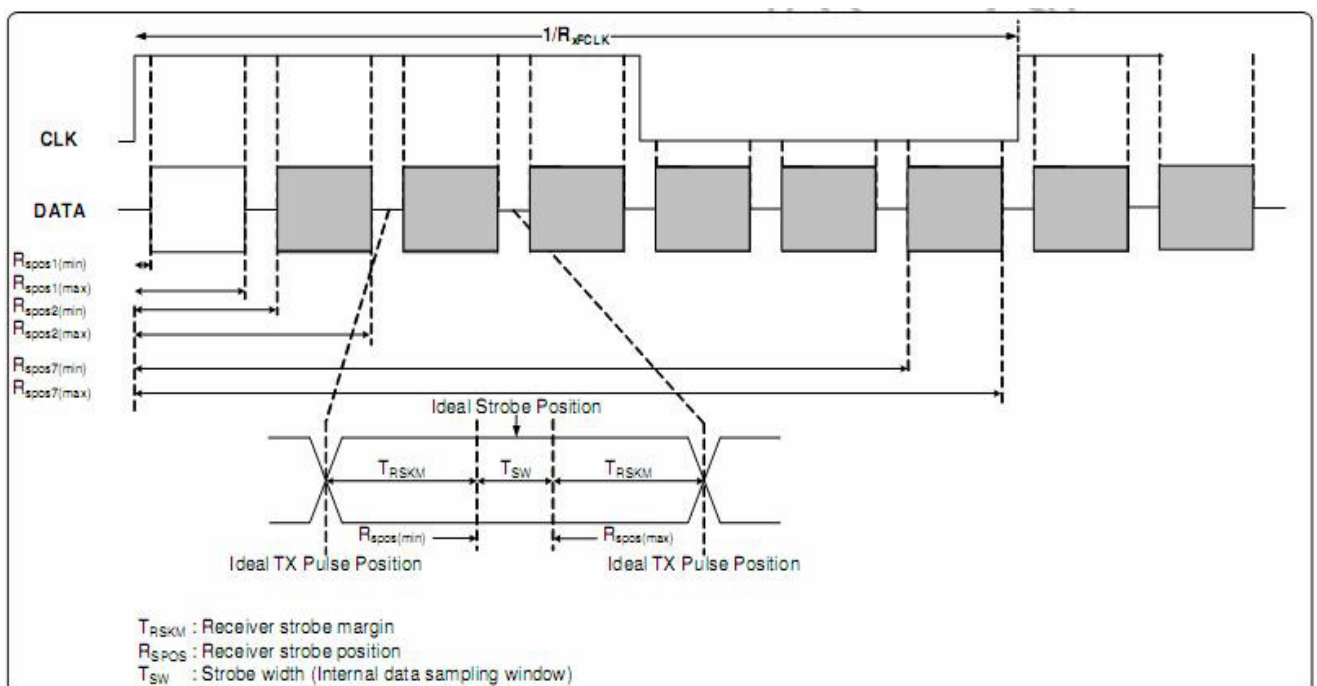 1/RxFCLK
CLK
DATA
Rspos1(min)
Rspos1(max)
Rspos2(min)
Rspos2(max)
Rspos7(min)
Rspos7(max)
Ideal Strobe Position
TRSKM TSW TRSKM
Rspos(min) Rspos(max)
Ideal TX Pulse Position Ideal TX Pulse Position
TRSKM : Receiver strobe margin
RSPOS : Receiver strobe position
TSW : Strobe width (Internal data sampling window)